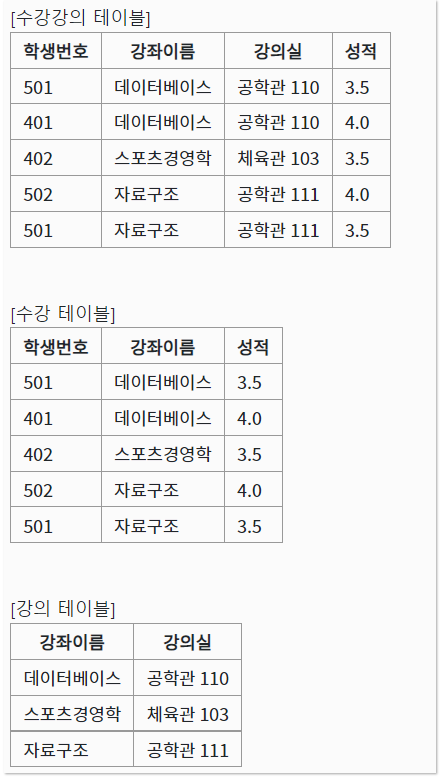 [수강강의 테이블]
학생번호 강좌이름 강의실 성적
501 데이터베이스 공학관 110 3.5
401 데이터베이스 공학관 110 4.0
402 스포츠경영학 체육관 103 3.5
502 자료구조 공학관 111 4.0
501 자료구조 공학관 111 3.5
[수강 테이블]
학생번호 강좌이름 성적
501 데이터베이스 3.5
401 데이터베이스 4.0
402 스포츠경영학 3.5
502 자료구조 4.0
501 자료구조 3.5
[강의 테이블]
강좌이름 강의실
데이터베이스 공학관 110
스포츠경영학 체육관 103
자료구조 공학관 111